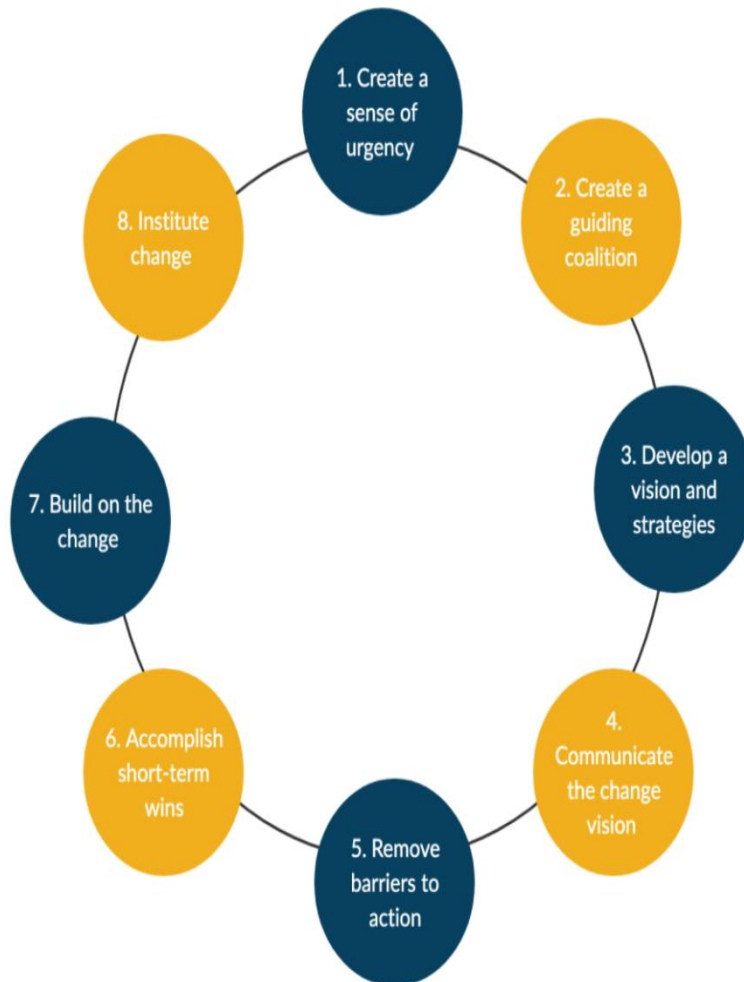 1. Create a
sense of
urgency
2. Create a
guiding
coalition
3. Develop a
vision and
strategies
4.
Communicate
the change
vision
5. Remove
barriers to
action
6. Accomplish
short-term
wins
7. Build on the
change
8. Institute
change